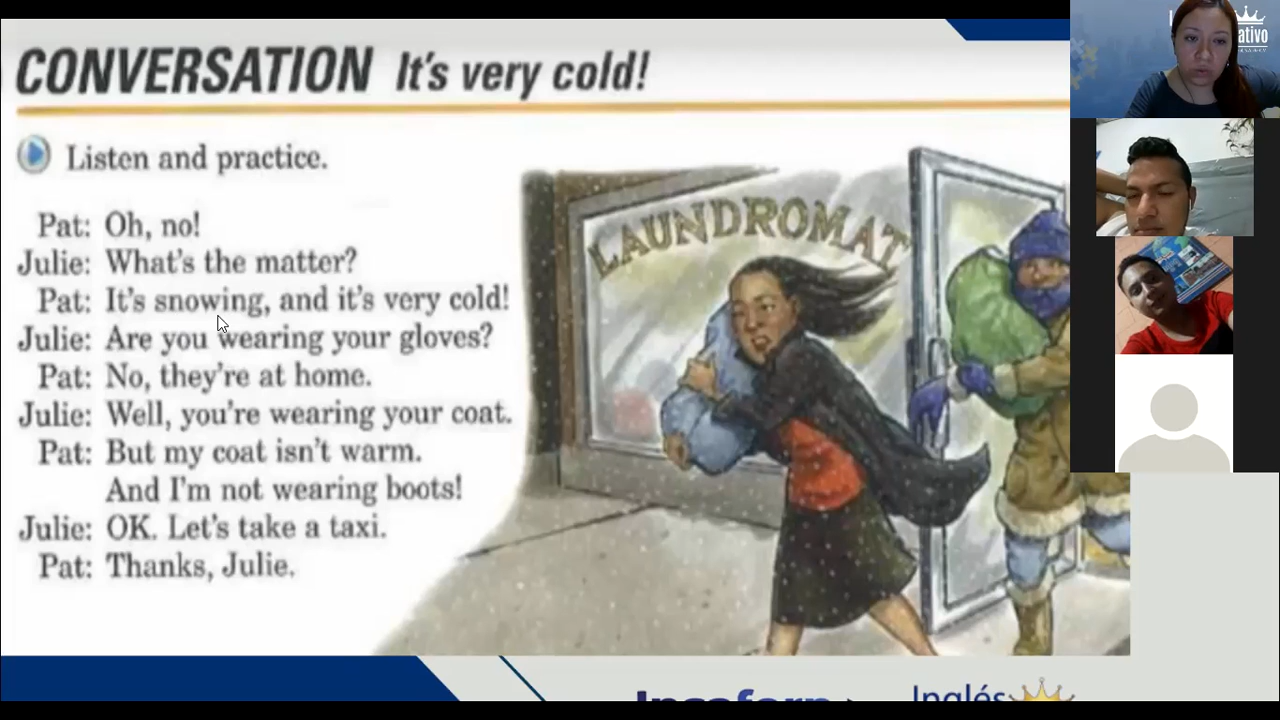 CONVERSATION It's very cold!
Listen and practice.
Pat: Oh, no!
Julie: What's the matter?
Pat: It's snowing, and it's very cold!
Julie: Are you wearing your gloves?
Pat: No, they're at home.
Julie: Well, you're wearing your coat.
Pat: But my coat isn't warm.
And I'm not wearing boots!
Julie: OK. Let's take a taxi.
Pat: Thanks, Julie.
LAUNDROMAT
Inglés